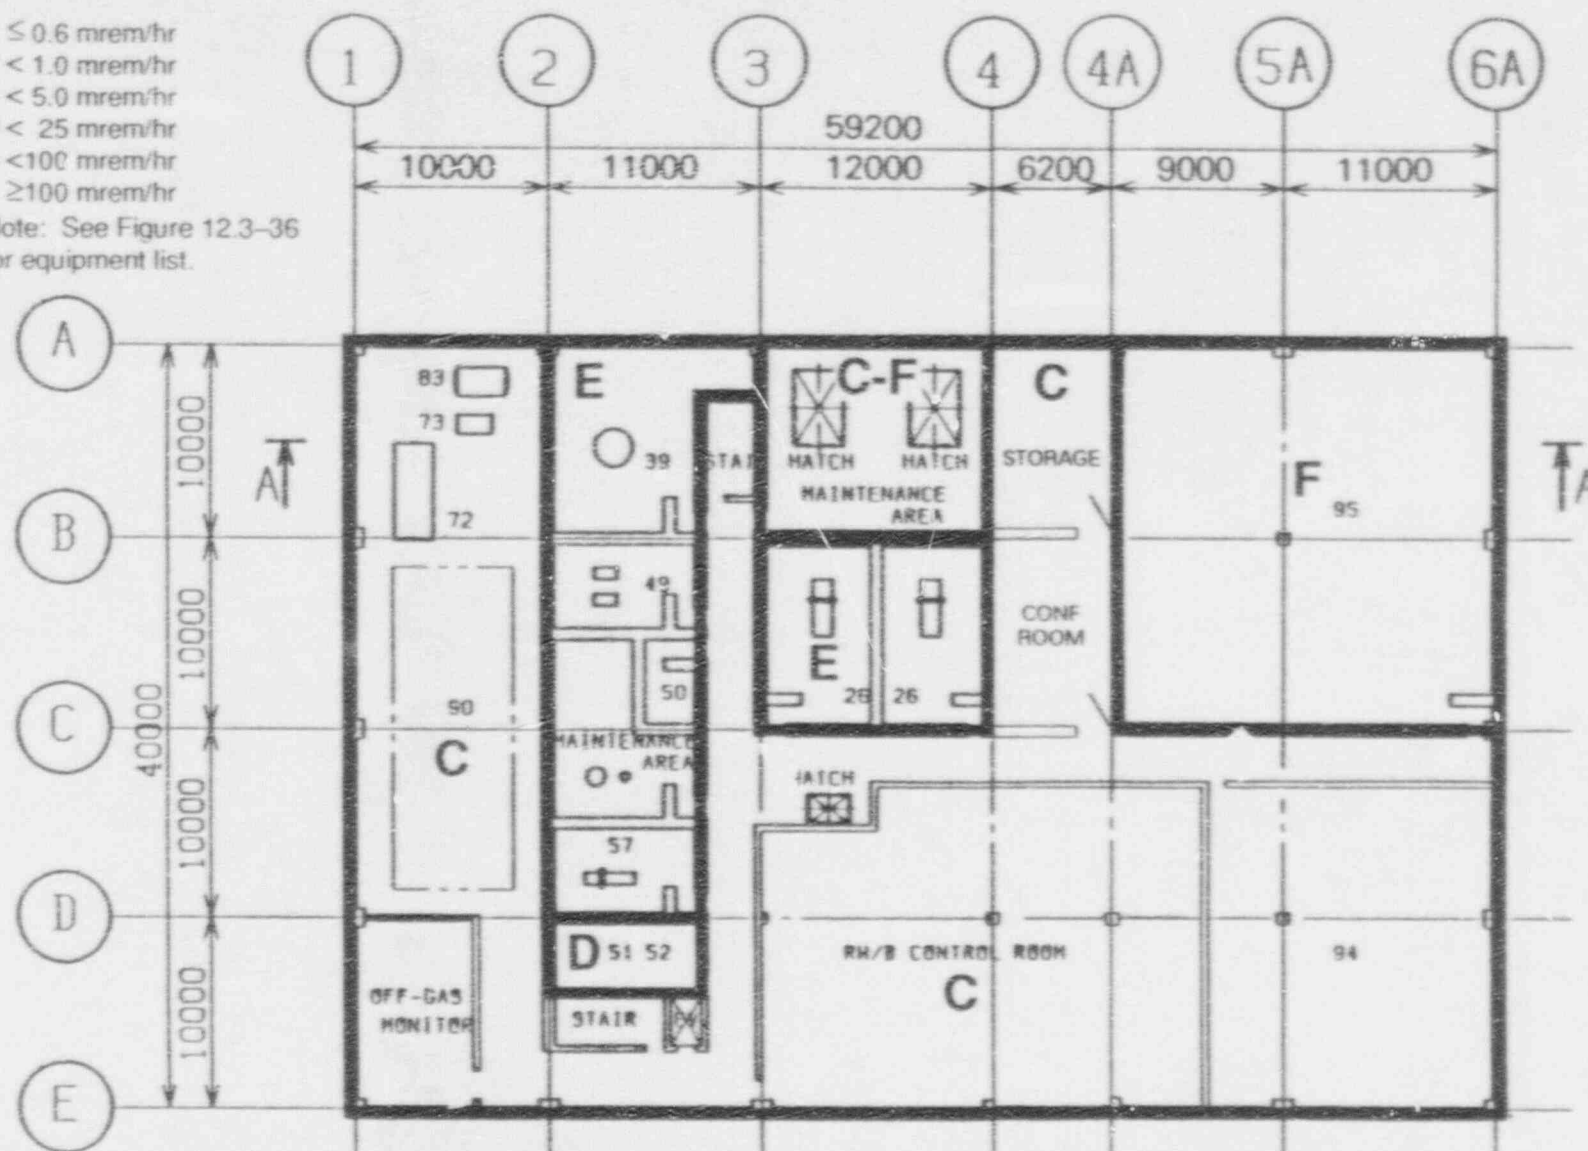 ≤ 0.6 mrem/hr
< 1.0 mrem/hr
< 5.0 mrem/hr
< 25 mrem/hr
<100 mrem/hr
≥100 mrem/hr
ote: See Figure 12.3–36
or equipment list.
1 2 3 4 4A 5A 6A
59200
10000 11000 12000 6200 9000 11000
A
B
C
D
E
40000
10000
10000
10000
10000
A
A
83
73
72
90
C
OFF-GAS
MONITOR
E
39
STAI
49
50
MAINTENANCE
AREA
57
D 51 52
STAIR
C-F
HATCH HATCH
MAINTENANCE
AREA
E
26 26
HATCH
C
STORAGE
CONF
ROOM
F
95
RW/B CONTROL ROOM
C
94